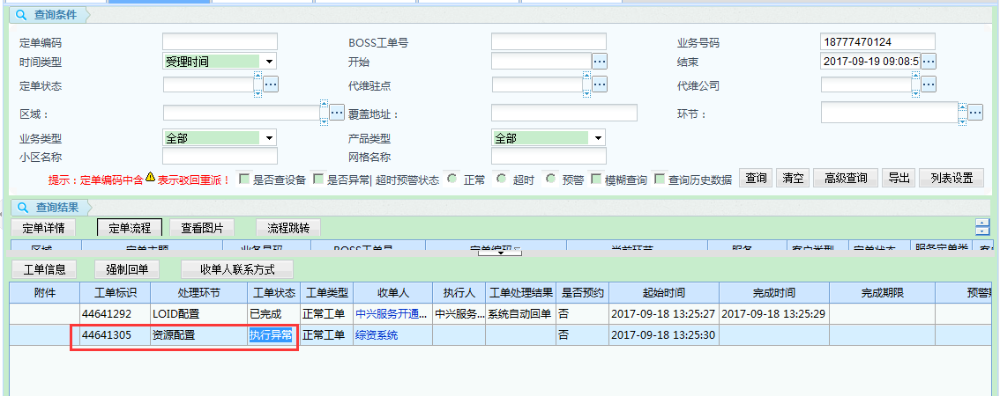 查询条件
定单编码 BOSS工单号 业务号码 18777470124
时间类型 受理时间 开始 结束 2017-09-19 09:08:5
定单状态 代维驻点 代维公司
区域： 覆盖地址： 环节：
业务类型 全部 产品类型 全部
小区名称 网格名称
提示：定单编码中含 表示驳回重派！ 是否查设备 是否异常| 超时预警状态 正常 超时 预警 模糊查询 查询历史数据 查询 清空 高级查询 导出 列表设置
查询结果
定单详情 定单流程 查看图片 流程跳转
区域 定单主题 业务号码 BOSS工单号 定单编码 当前环节 服务 客户类型 定单状态 服务定单类
工单信息 强制回单 收单人联系方式
附件 工单标识 处理环节 工单状态 工单类型 收单人 执行人 工单处理结果 是否预约 起始时间 完成时间 完成期限 预警
44641292 LOID配置 已完成 正常工单 中兴服务开通... 中兴服务... 系统自动回单 否 2017-09-18 13:25:27 2017-09-18 13:25:29
44641305 资源配置 执行异常 正常工单 综资系统 否 2017-09-18 13:25:30